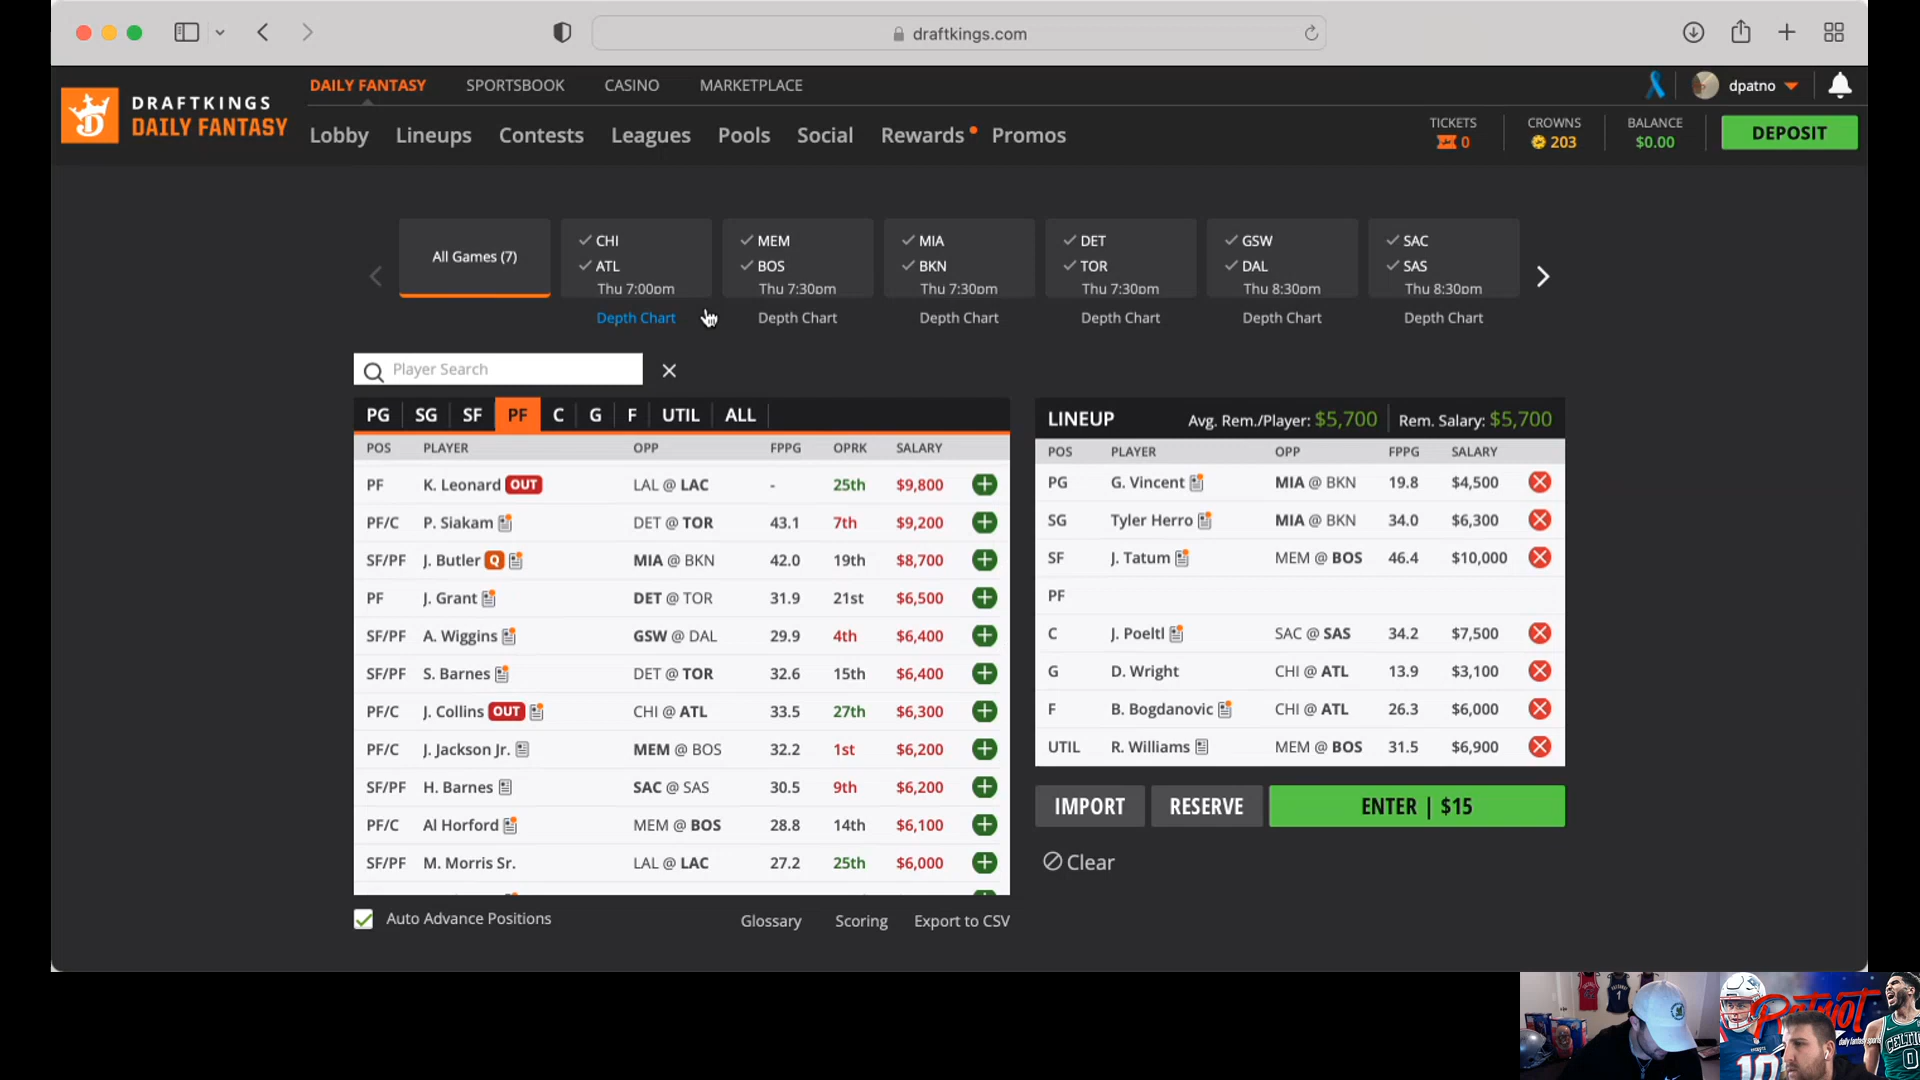 draftkings.com
DAILY FANTASY SPORTSBOOK CASINO MARKETPLACE
dpatno
DRAFTKINGS
DAILY FANTASY
Lobby Lineups Contests Leagues Pools Social Rewards Promos
TICKETS CROWNS BALANCE
0 203 $0.00
DEPOSIT
All Games (7)
CHI
ATL
Thu 7:00pm
MEM
BOS
Thu 7:30pm
MIA
BKN
Thu 7:30pm
DET
TOR
Thu 7:30pm
GSW
DAL
Thu 8:30pm
SAC
SAS
Thu 8:30pm
Depth Chart Depth Chart Depth Chart Depth Chart Depth Chart Depth Chart
Player Search
PG SG SF PF C G F UTIL ALL
POS PLAYER OPP FPPG OPRK SALARY
PF K. Leonard OUT LAL @ LAC - 25th $9,800
PF/C P. Siakam DET @ TOR 43.1 7th $9,200
SF/PF J. Butler Q MIA @ BKN 42.0 19th $8,700
PF J. Grant DET @ TOR 31.9 21st $6,500
SF/PF A. Wiggins GSW @ DAL 29.9 4th $6,400
SF/PF S. Barnes DET @ TOR 32.6 15th $6,400
PF/C J. Collins OUT CHI @ ATL 33.5 27th $6,300
PF/C J. Jackson Jr. MEM @ BOS 32.2 1st $6,200
SF/PF H. Barnes SAC @ SAS 30.5 9th $6,200
PF/C Al Horford MEM @ BOS 28.8 14th $6,100
SF/PF M. Morris Sr. LAL @ LAC 27.2 25th $6,000
Auto Advance Positions Glossary Scoring Export to CSV
LINEUP Avg. Rem./Player: $5,700 Rem. Salary: $5,700
POS PLAYER OPP FPPG SALARY
PG G. Vincent MIA @ BKN 19.8 $4,500
SG Tyler Herro MIA @ BKN 34.0 $6,300
SF J. Tatum MEM @ BOS 46.4 $10,000
PF
C J. Poeltl SAC @ SAS 34.2 $7,500
G D. Wright CHI @ ATL 13.9 $3,100
F B. Bogdanovic CHI @ ATL 26.3 $6,000
UTIL R. Williams MEM @ BOS 31.5 $6,900
IMPORT RESERVE ENTER | $15
Clear
Patriot
daily fantasy sports
CELTICS
0
10
1